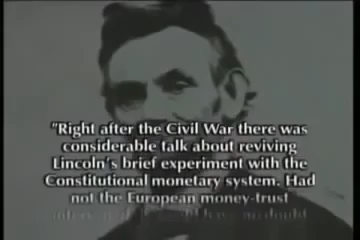 "Right after the Civil War there was
considerable talk about reviving
Lincoln's brief experiment with the
Constitutional monetary system. Had
not the European money-trust